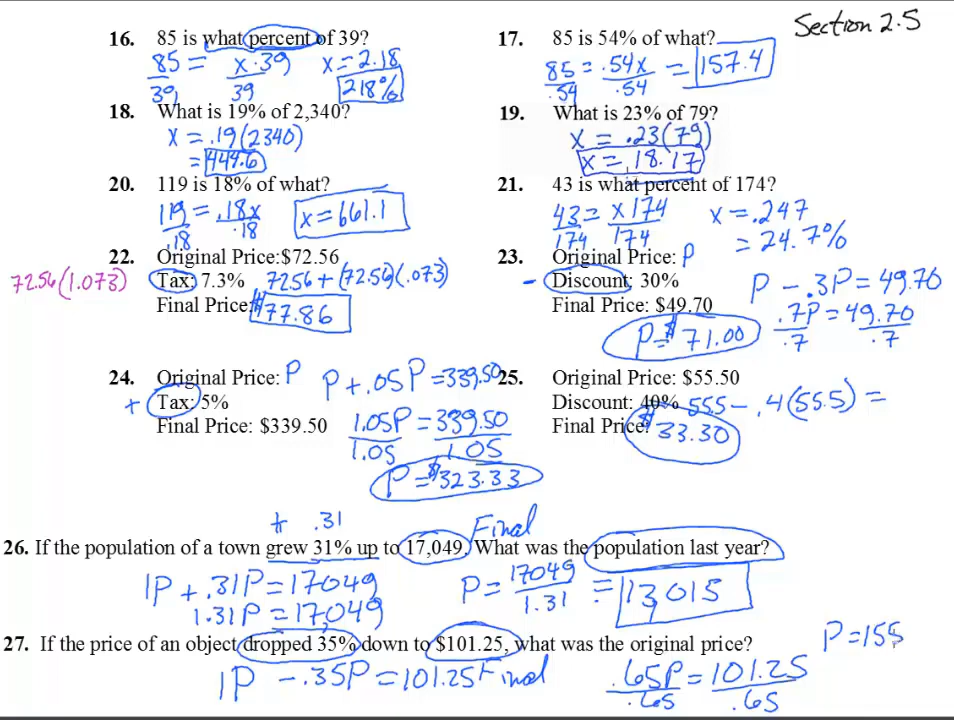 Section 2.5
16. 85 is what percent of 39?
85 = x·39 x = 2.18
39 39 218%
17. 85 is 54% of what?
85 = .54x = 157.4
.54 .54
18. What is 19% of 2,340?
x = .19(2340)
= 444.6
19. What is 23% of 79?
x = .23(79)
x = 18.17
20. 119 is 18% of what?
119 = .18x x = 661.1
.18 .18
21. 43 is what percent of 174?
43 = x 174 x = .247
174 174 = 24.7%
22. Original Price:$72.56
72.56(1.073) Tax: 7.3% 72.56 + (72.56)(.073)
Final Price: $77.86
23. Original Price: P
- Discount: 30% P - .3P = 49.70
Final Price: $49.70 .7P = 49.70
.7 .7
P = $71.00
24. Original Price: P P + .05P = 339.50
+ Tax: 5%
Final Price: $339.50 1.05P = 339.50
1.05 1.05
P = $323.33
25. Original Price: $55.50
Discount: 40% 55.5 - .4(55.5) =
Final Price: $33.30
+ .31 Final
26. If the population of a town grew 31% up to 17,049. What was the population last year?
1P + .31P = 17049 P = 17049 = 13,015
1.31P = 17,049 1.31
27. If the price of an object dropped 35% down to $101.25, what was the original price?
P = 155
1P - .35P = 101.25 Final .65P = 101.25
.65 .65